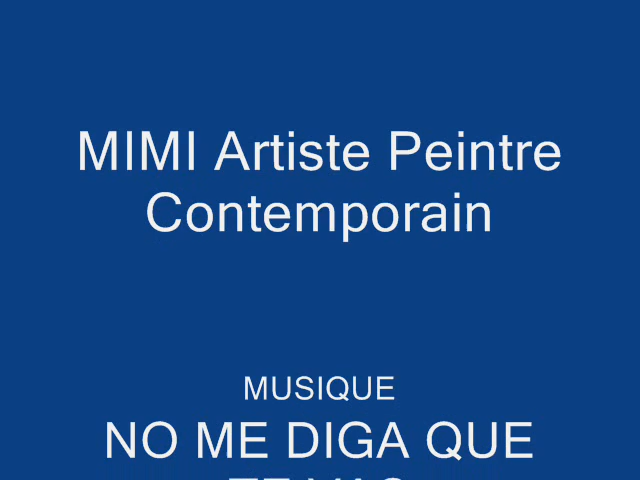 MIMI Artiste Peintre
Contemporain
MUSIQUE
NO ME DIGA QUE